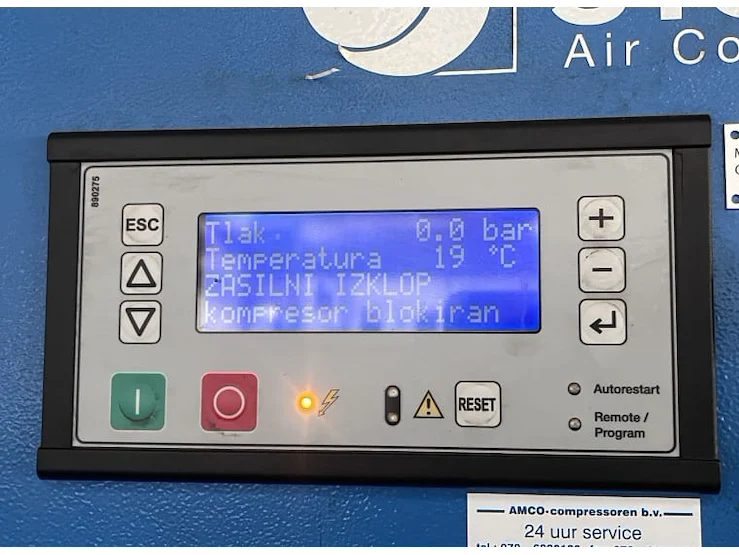 Air Co
890275
ESC
Tlak 0.0 bar
Temperatura 19 °C
ZASILNI IZKLOP
kompresor blokiran
+
-
I
O
RESET
Autorestart
Remote /
Program
AMCO-compressoren b.v.
24 uur service